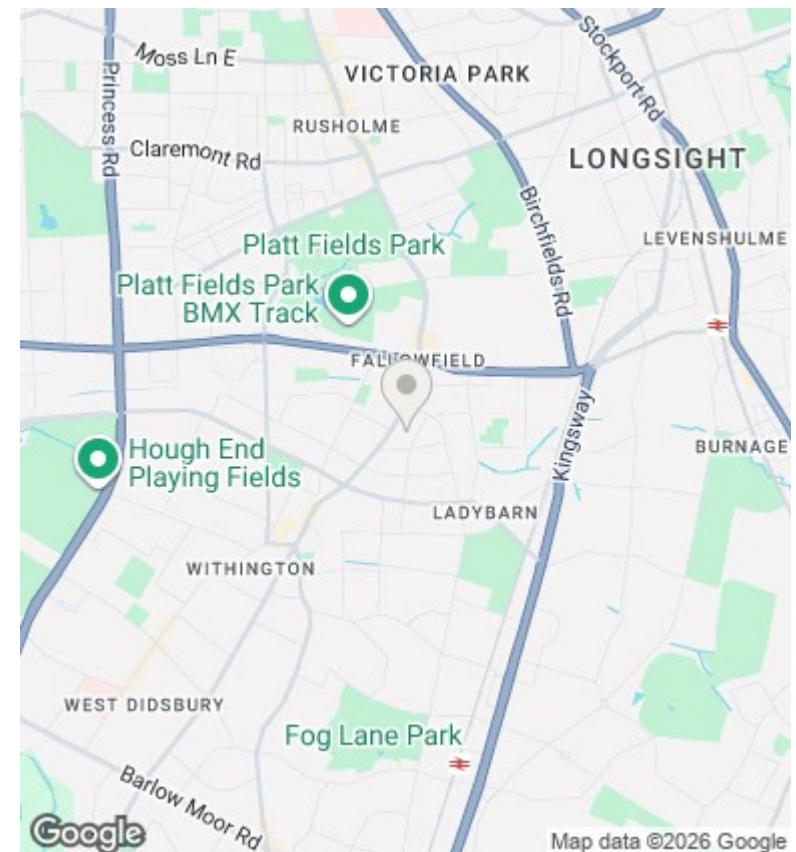 Moss Ln E
VICTORIA PARK
Stockport Rd
Princess Rd
RUSHOLME
Claremont Rd
LONGSIGHT
Birchfields Rd
Platt Fields Park
LEVENSHULME
Platt Fields Park
BMX Track
FALLOWFIELD
Kingsway
Hough End
Playing Fields
BURNAGE
LADYBARN
WITHINGTON
WEST DIDSBURY
Fog Lane Park
Barlow Moor Rd
Google
Map data ©2026 Google